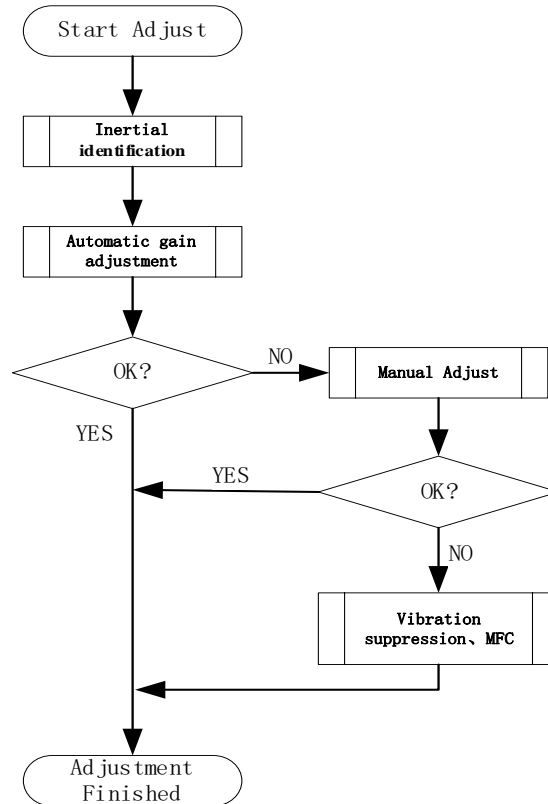 Start Adjust
Inertial
identification
Automatic gain
adjustment
OK?
NO
Manual Adjust
YES
YES
OK?
NO
Vibration
suppression、MFC
Adjustment
Finished